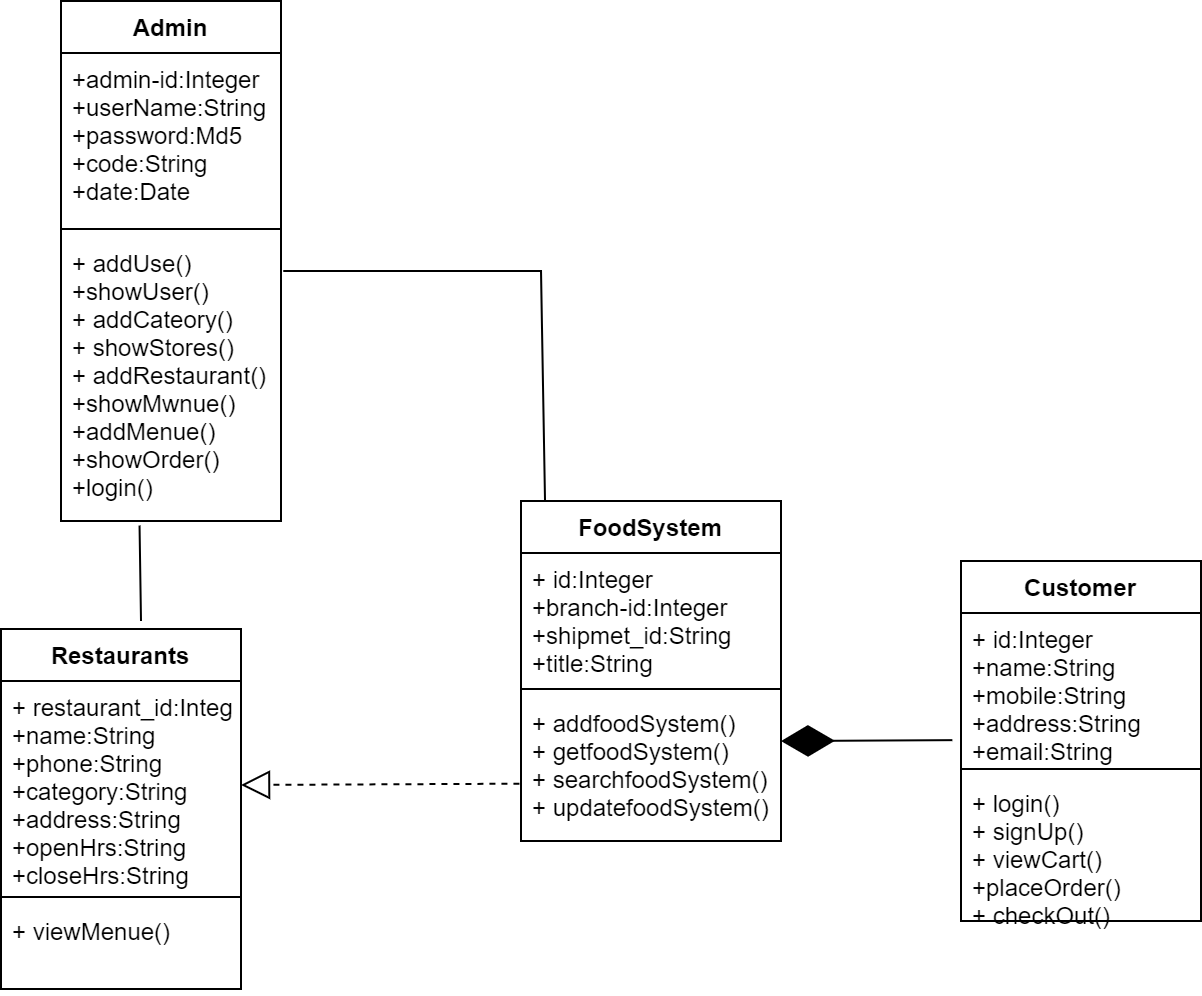 Admin
+admin-id:Integer
+userName:String
+password:Md5
+code:String
+date:Date
+ addUse()
+showUser()
+ addCateory()
+ showStores()
+ addRestaurant()
+showMwnue()
+addMenue()
+showOrder()
+login()
Restaurants
+ restaurant_id:Integ
+name:String
+phone:String
+category:String
+address:String
+openHrs:String
+closeHrs:String
+ viewMenue()
FoodSystem
+ id:Integer
+branch-id:Integer
+shipmet_id:String
+title:String
+ addfoodSystem()
+ getfoodSystem()
+ searchfoodSystem()
+ updatefoodSystem()
Customer
+ id:Integer
+name:String
+mobile:String
+address:String
+email:String
+ login()
+ signUp()
+ viewCart()
+placeOrder()
+ checkOut()